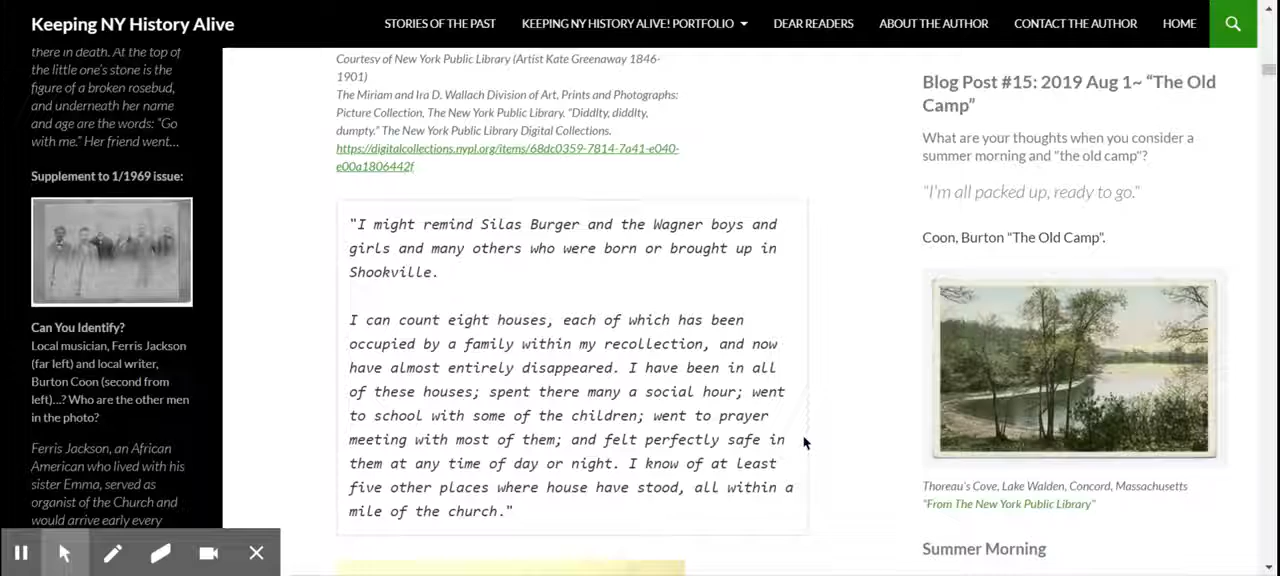 Keeping NY History Alive
STORIES OF THE PAST
KEEPING NY HISTORY ALIVE! PORTFOLIO
DEAR READERS
ABOUT THE AUTHOR
CONTACT THE AUTHOR
HOME
there in death. At the top of
the little one's stone is the
figure of a broken rosebud,
and underneath her name
and age are the words: "Go
with me." Her friend went...
Supplement to 1/1969 issue:
Can You Identify?
Local musician, Ferris Jackson
(far left) and local writer,
Burton Coon (second from
left)...? Who are the other men
in the photo?
Ferris Jackson, an African
American who lived with his
sister Emma, served as
organist of the Church and
would arrive early every
Courtesy of New York Public Library (Artist Kate Greenaway 1846-
1901)
The Miriam and Ira D. Wallach Division of Art, Prints and Photographs:
Picture Collection, The New York Public Library. "Diddlty, diddlty,
dumpty." The New York Public Library Digital Collections.
https://digitalcollections.nypl.org/items/68dc0359-7814-7a41-e040-
e00a1806442f
"I might remind Silas Burger and the Wagner boys and
girls and many others who were born or brought up in
Shookville.
I can count eight houses, each of which has been
occupied by a family within my recollection, and now
have almost entirely disappeared. I have been in all
of these houses; spent there many a social hour; went
to school with some of the children; went to prayer
meeting with most of them; and felt perfectly safe in
them at any time of day or night. I know of at least
five other places where house have stood, all within a
mile of the church."
Blog Post #15: 2019 Aug 1~ "The Old
Camp"
What are your thoughts when you consider a
summer morning and "the old camp"?
"I'm all packed up, ready to go."
Coon, Burton "The Old Camp".
Thoreau's Cove, Lake Walden, Concord, Massachusetts
"From The New York Public Library"
Summer Morning